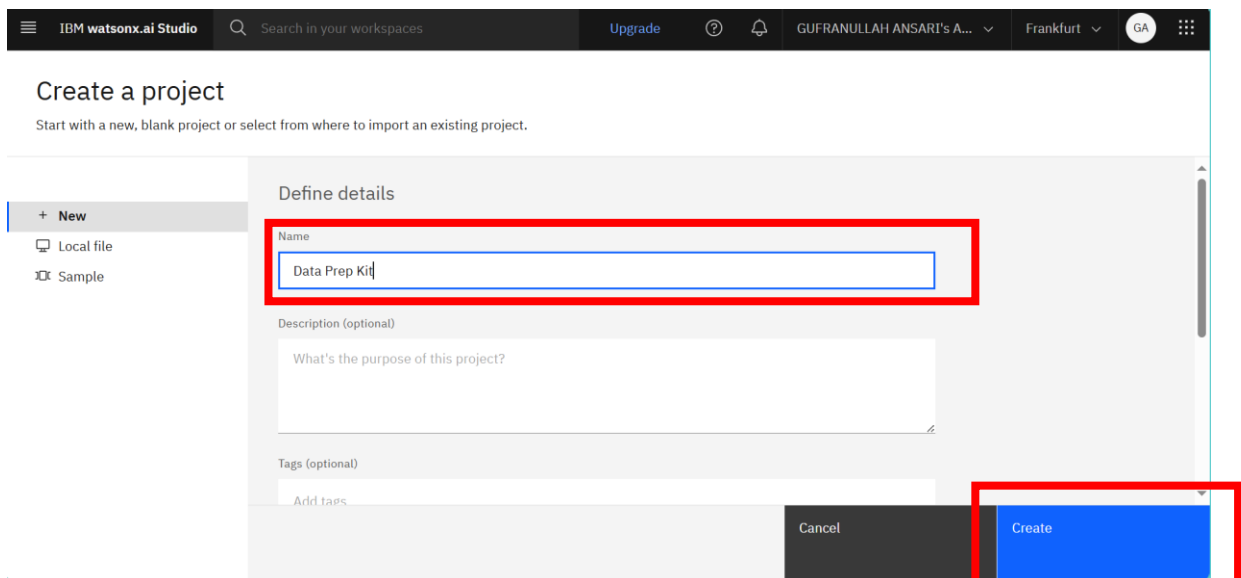 IBM watsonx.ai Studio Search in your workspaces Upgrade GUFRANULLAH ANSARI's A... Frankfurt GA
Create a project
Start with a new, blank project or select from where to import an existing project.
+ New
Local file
Sample
Define details
Name
Data Prep Kit
Description (optional)
What's the purpose of this project?
Tags (optional)
Add tags
Cancel Create